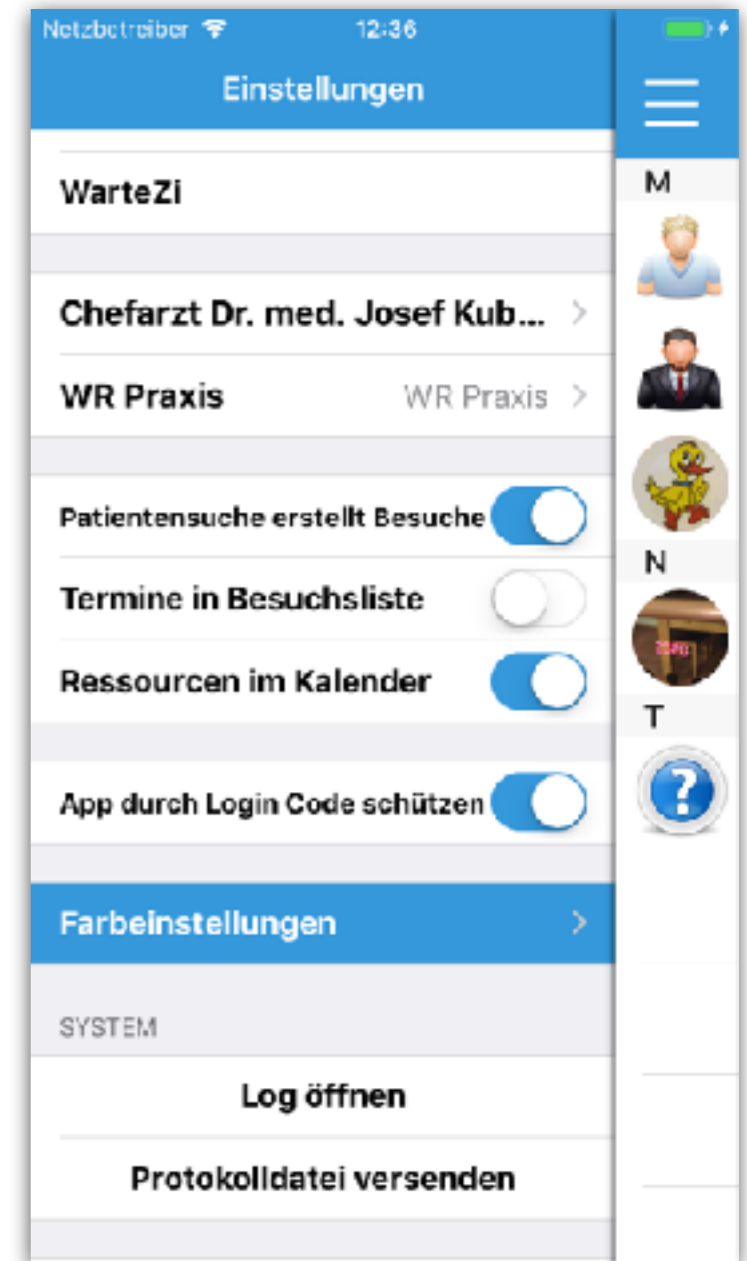 Netzbetreiber 12:36
Einstellungen
WarteZi
Chefarzt Dr. med. Josef Kub...
WR Praxis WR Praxis
Patientensuche erstellt Besuche
Termine in Besuchsliste
Ressourcen im Kalender
App durch Login Code schützen
Farbeinstellungen
SYSTEM
Log öffnen
Protokolldatei versenden
M
N
T
?